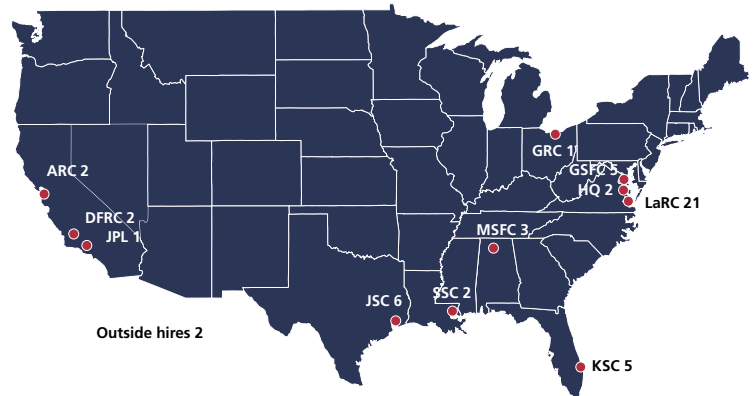 GRC 1
ARC 2
GSFC 5
HQ 2
LaRC 21
DFRC 2
JPL 1
MSFC 3
JSC 6
SSC 2
Outside hires 2
KSC 5